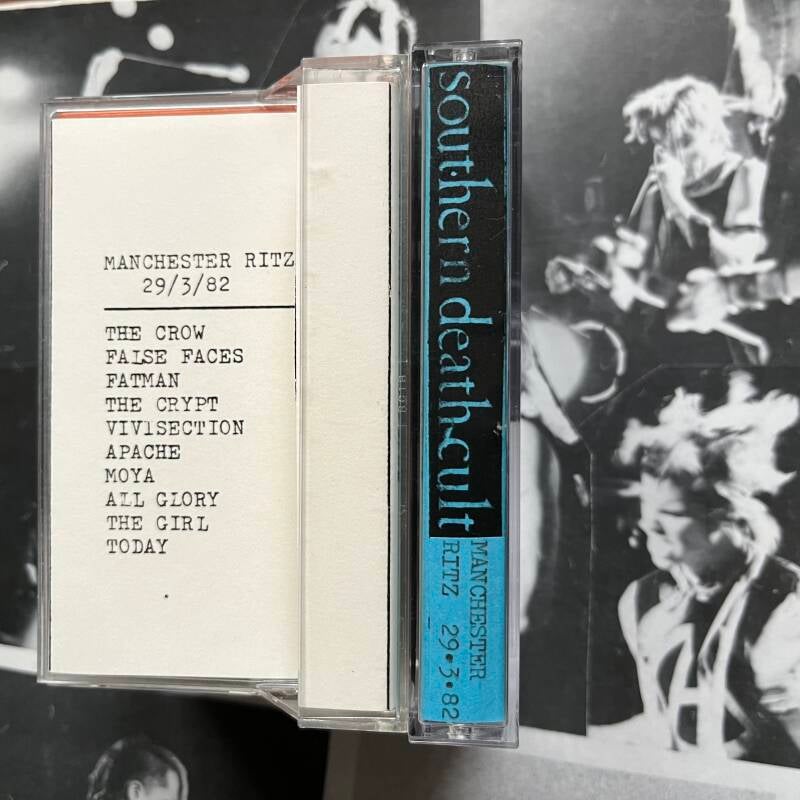 MANCHESTER RITZ
29/3/82
THE CROW
FALSE FACES
FATMAN
THE CRYPT
VIVISECTION
APACHE
MOYA
ALL GLORY
THE GIRL
TODAY
southern death cult
MANCHESTER
RITZ 29.3.82